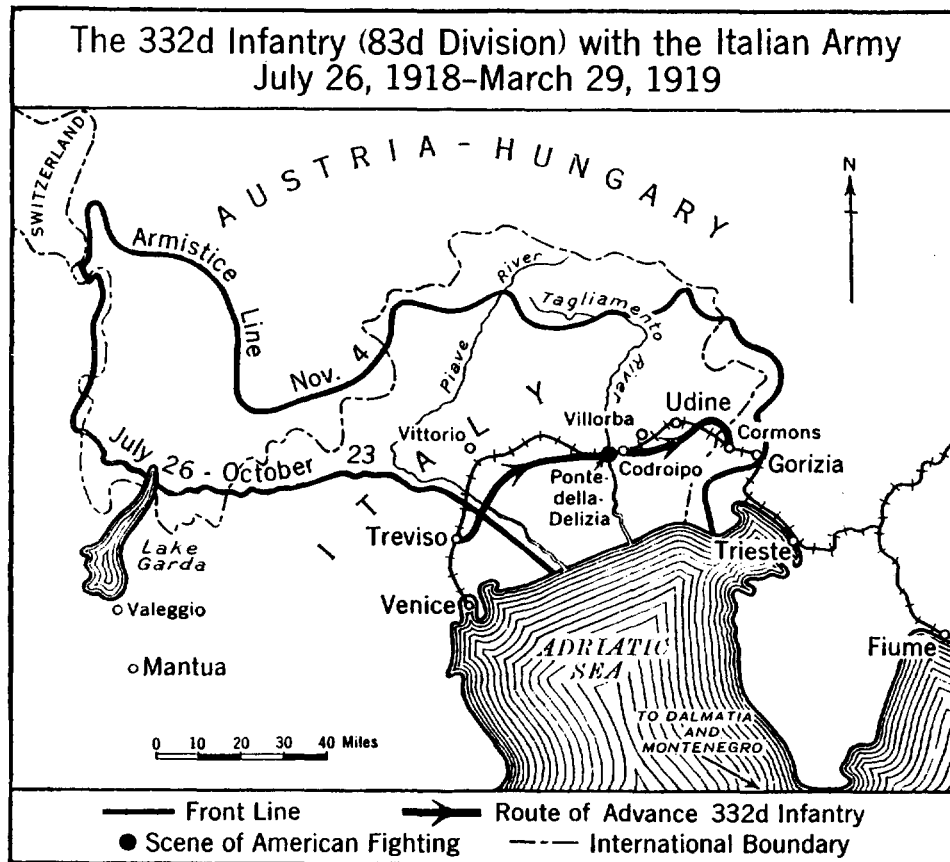 The 332d Infantry (83d Division) with the Italian Army
July 26, 1918–March 29, 1919
SWITZERLAND
AUSTRIA-HUNGARY
N
Armistice Line Nov. 4
Piave River
Tagliamento River
ITALY
July 26 - October 23
Vittorio
Villorba
Udine
Cormons
Codroipo
Gorizia
Ponte-
della-
Delizia
Treviso
Trieste
Lake
Garda
Venice
Valeggio
Mantua
Fiume
ADRIATIC
SEA
TO DALMATIA
AND
MONTENEGRO
0 10 20 30 40 Miles
Front Line
Route of Advance 332d Infantry
Scene of American Fighting
International Boundary